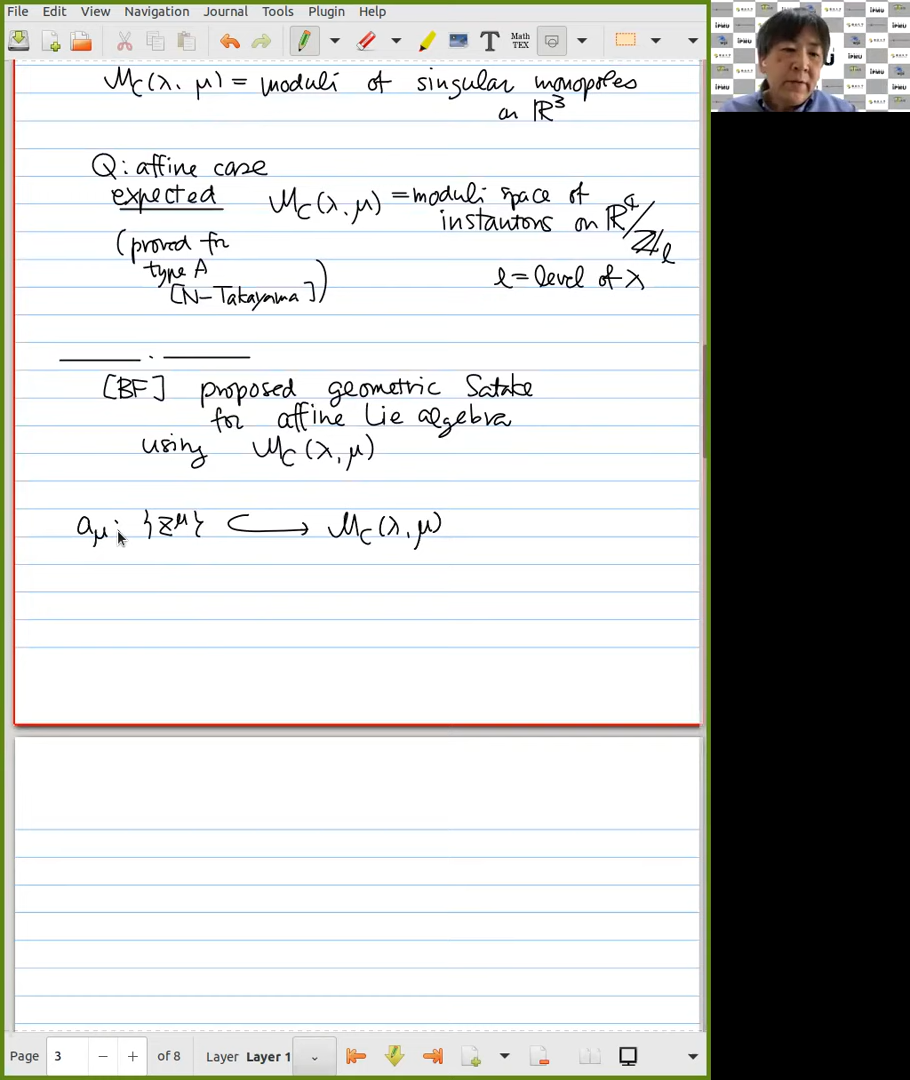 File Edit View Navigation Journal Tools Plugin Help
Math
TEX
M_C(λ, μ) = moduli of singular monopoles
on ℝ³
Q: affine case
expected M_C(λ, μ) = moduli space of
instantons on ℝ⁴/ℤ/ℓ
(proved for
type A
[N-Takayama])
ℓ = level of λ
[BF] proposed geometric Satake
for affine Lie algebra
using M_C(λ, μ)
a_μ: {z^μ} ↪ M_C(λ, μ)
Page 3 − + of 8 Layer Layer 1